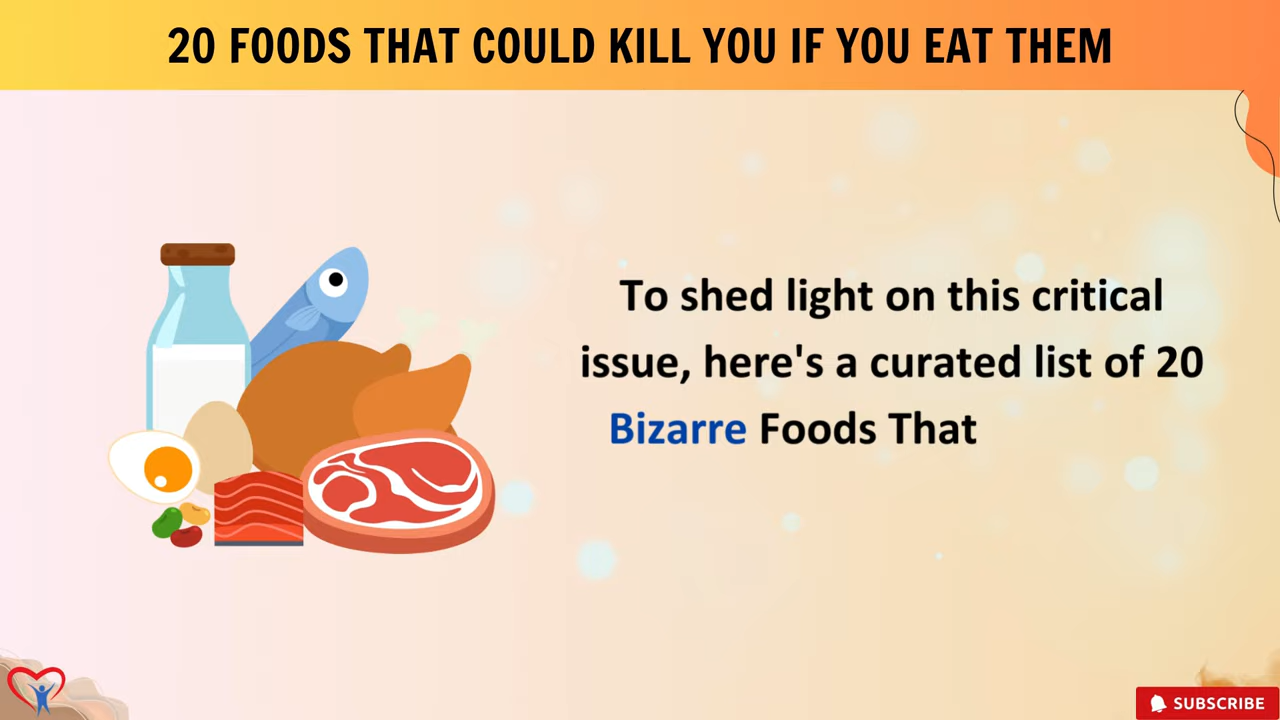 20 FOODS THAT COULD KILL YOU IF YOU EAT THEM
To shed light on this critical
issue, here's a curated list of 20
Bizarre Foods That
SUBSCRIBE